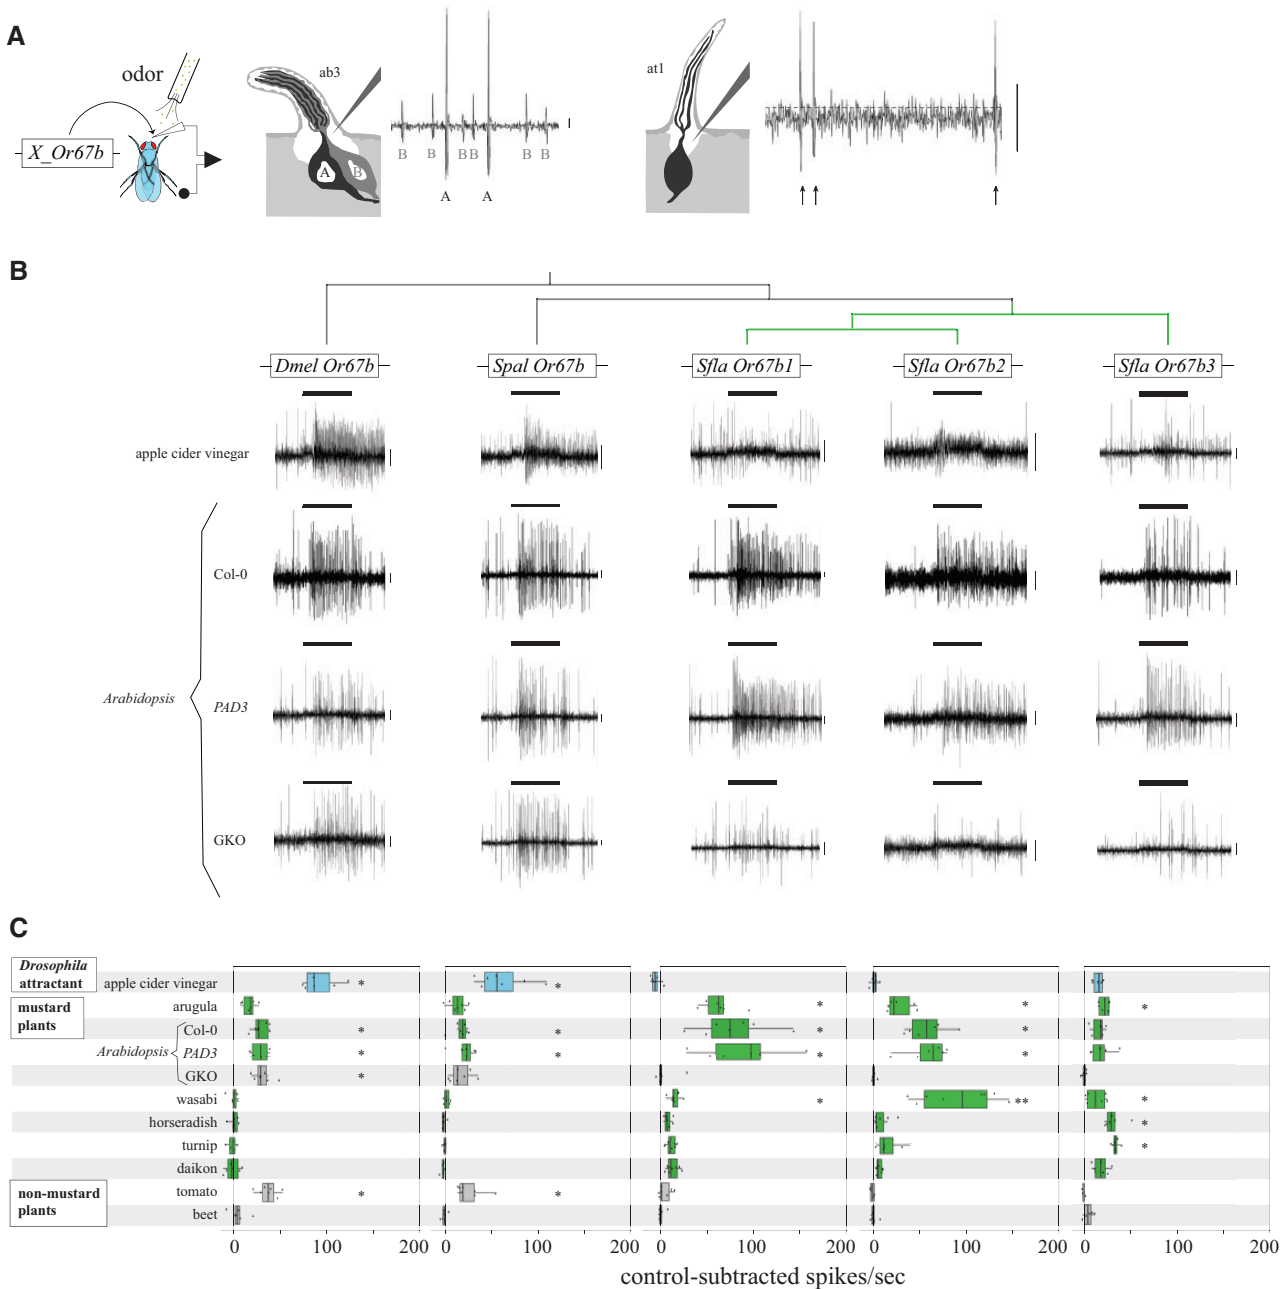 A
odor
X_Or67b
ab3
A
B
B B B B B B
A A
at1
B
Dmel Or67b
Spal Or67b
Sfla Or67b1
Sfla Or67b2
Sfla Or67b3
apple cider vinegar
Arabidopsis
Col-0
PAD3
GKO
C
Drosophila
attractant
apple cider vinegar
* *
mustard
plants
arugula
* * *
Arabidopsis
Col-0
* * * *
PAD3
* * * *
GKO
*
wasabi
* ** *
horseradish
*
turnip
*
daikon
non-mustard
plants
tomato
* *
beet
0 100 200
0 100 200
0 100 200
0 100 200
0 100 200
control-subtracted spikes/sec